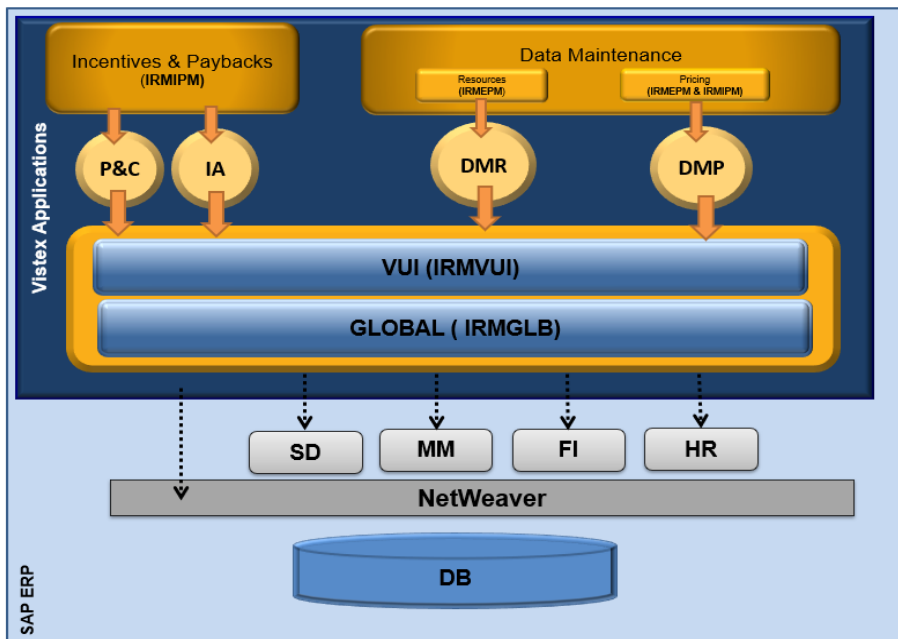 Incentives & Paybacks
(IRMIPM)
Data Maintenance
Resources
(IRMEPM)
Pricing
(IRMEPM & IRMIPM)
P&C
IA
DMR
DMP
Vistex Applications
VUI (IRMVUI)
GLOBAL ( IRMGLB)
SD
MM
FI
HR
NetWeaver
DB
SAP ERP